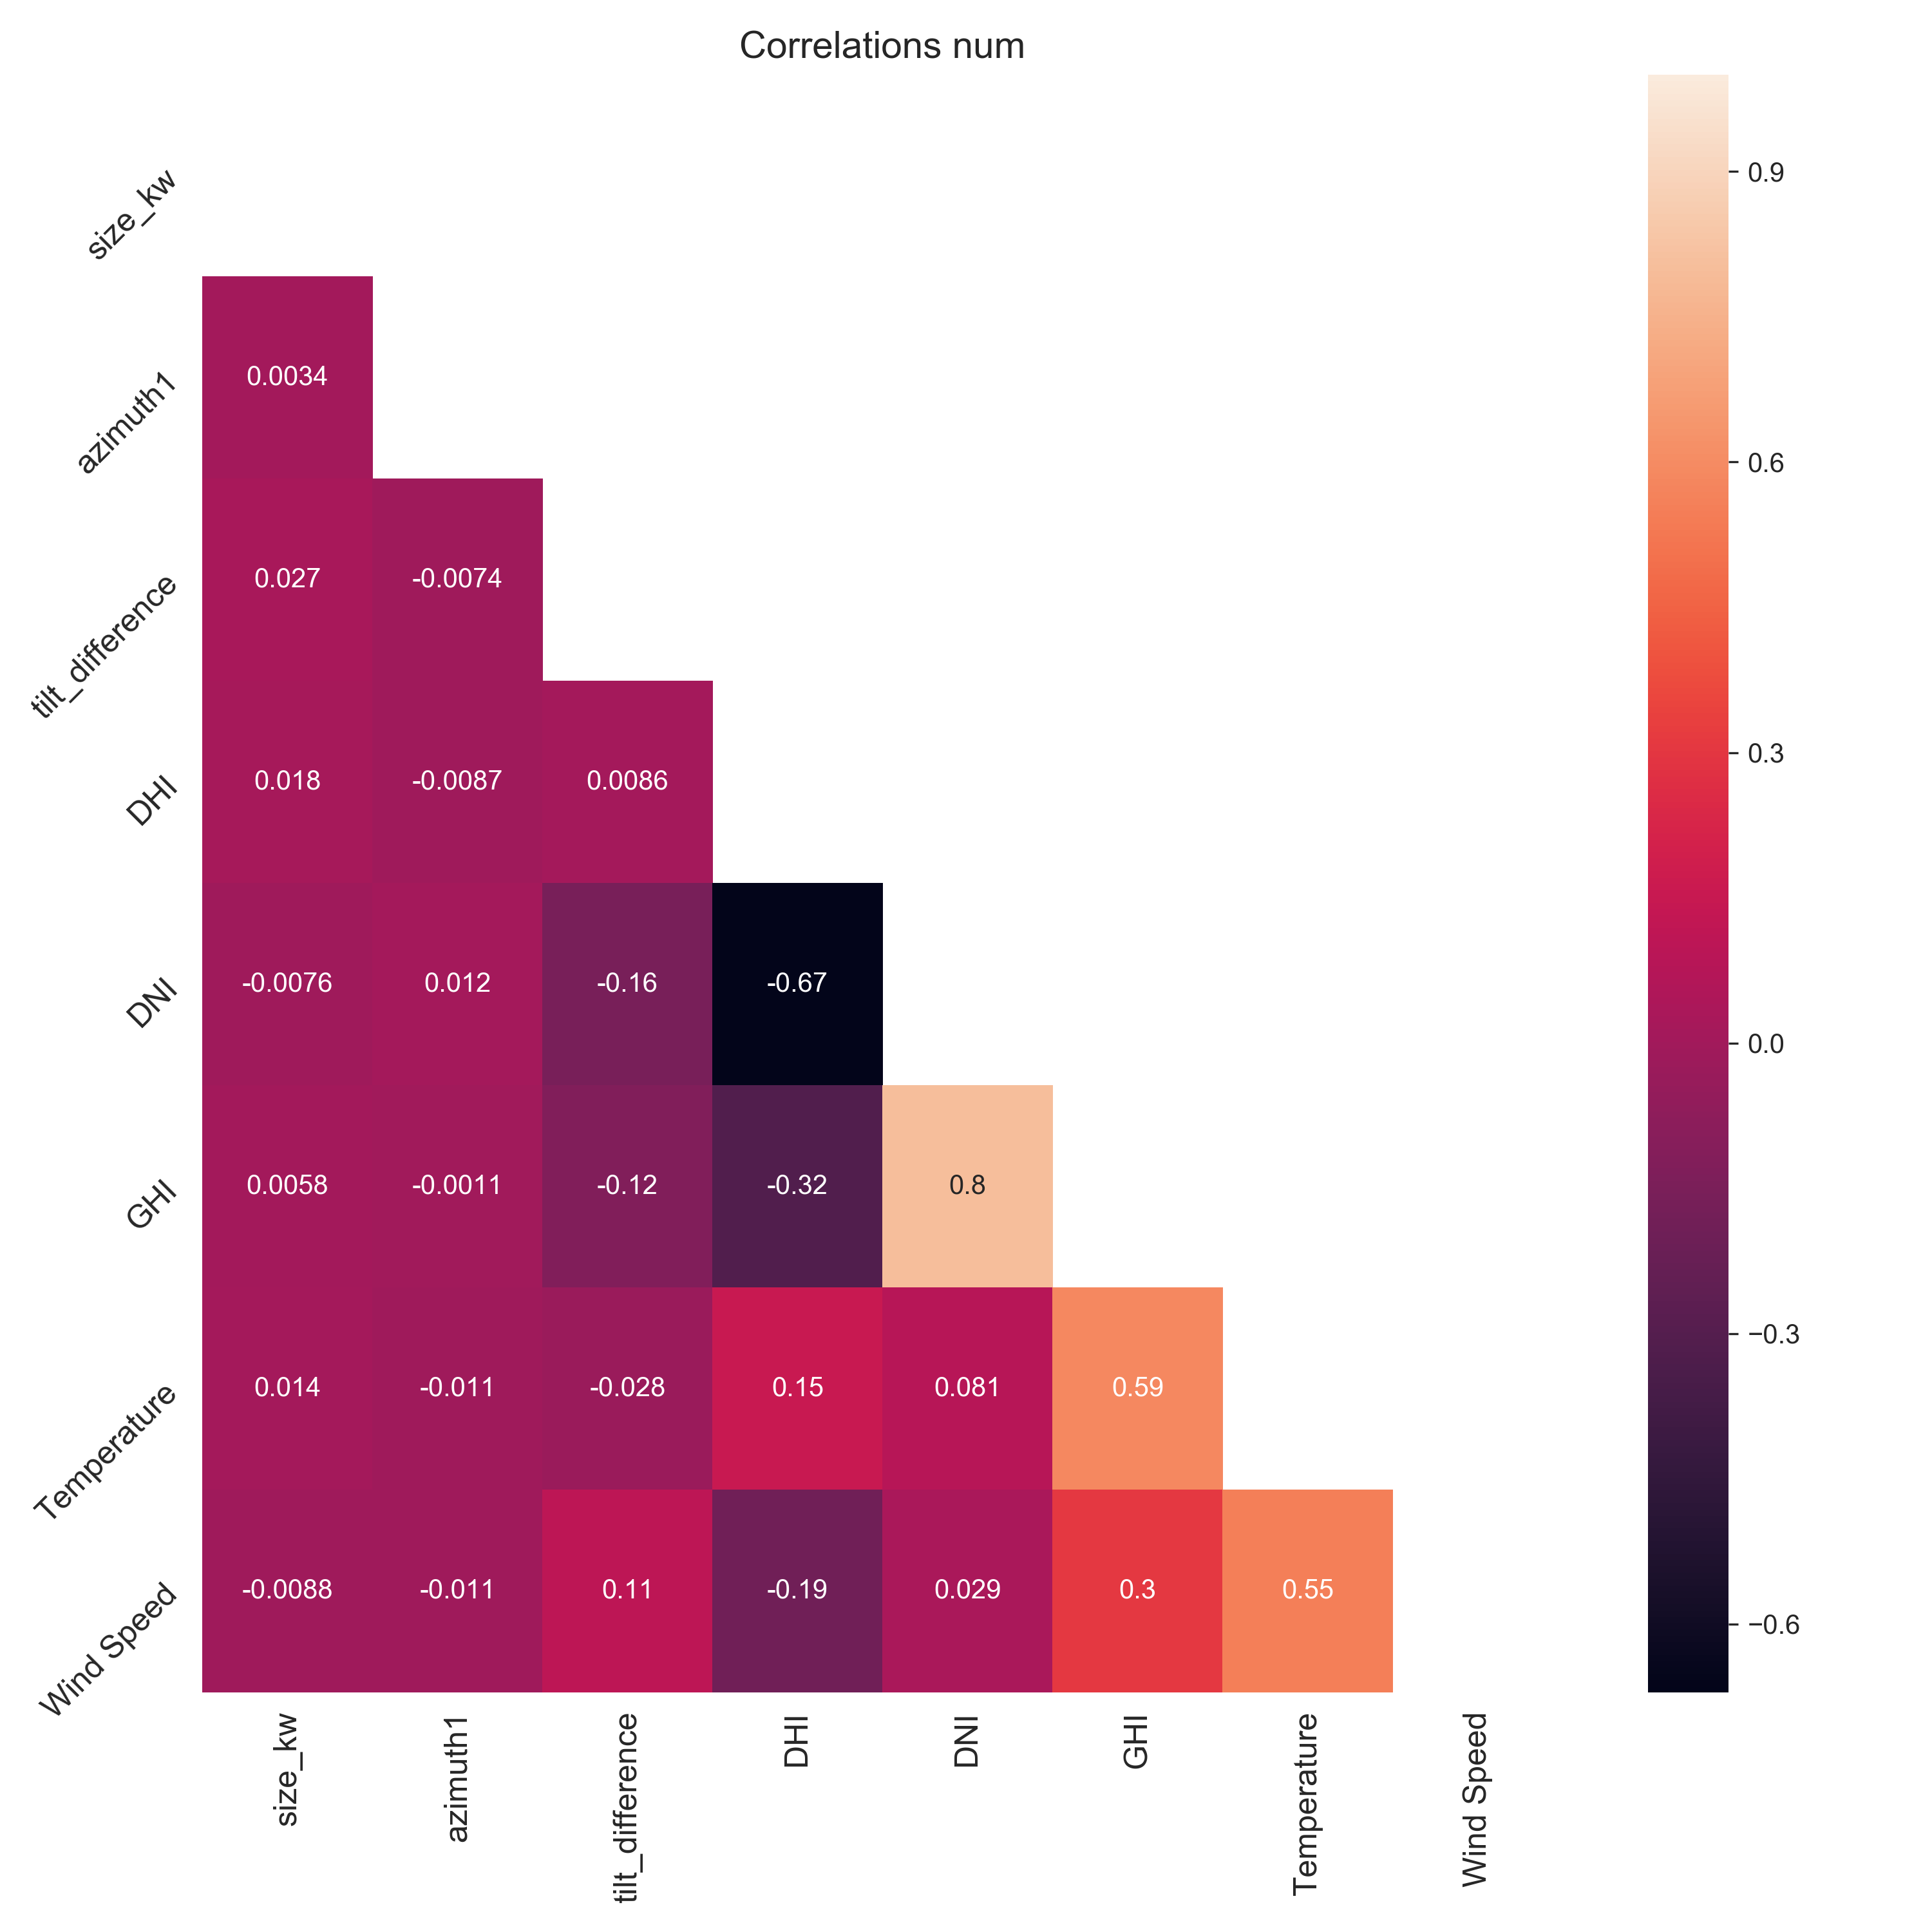 Correlations num
size_kw
azimuth1
0.0034
tilt_difference
0.027 -0.0074
DHI
0.018 -0.0087 0.0086
DNI
-0.0076 0.012 -0.16 -0.67
GHI
0.0058 -0.0011 -0.12 -0.32 0.8
Temperature
0.014 -0.011 -0.028 0.15 0.081 0.59
Wind Speed
-0.0088 -0.011 0.11 -0.19 0.029 0.3 0.55
size_kw
azimuth1
tilt_difference
DHI
DNI
GHI
Temperature
Wind Speed
0.9
0.6
0.3
0.0
−0.3
−0.6